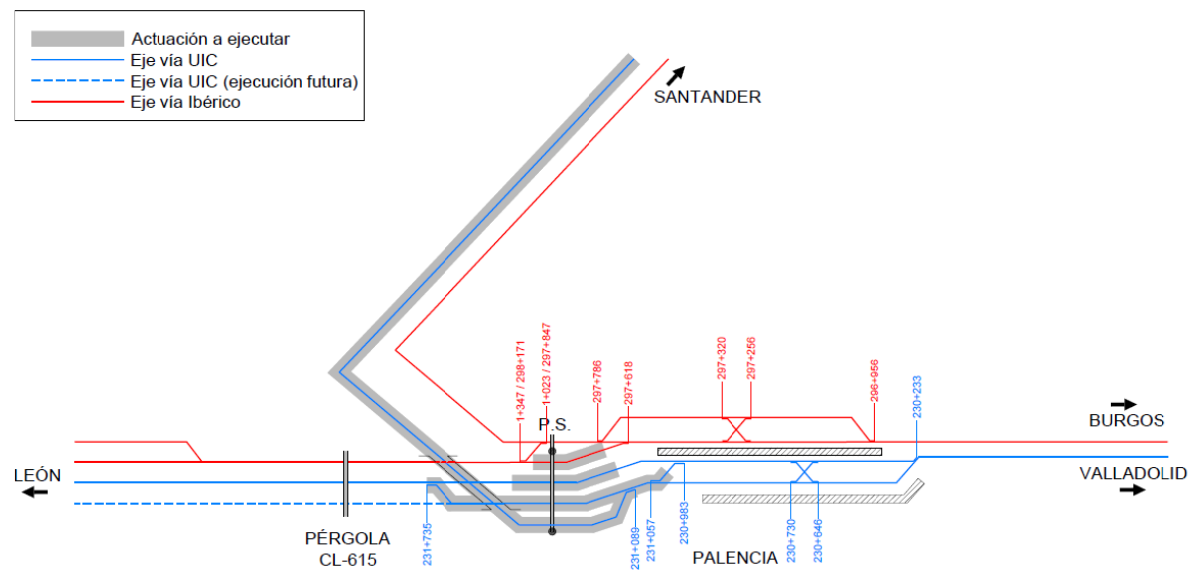 Actuación a ejecutar
Eje vía UIC
Eje vía UIC (ejecución futura)
Eje vía Ibérico
SANTANDER
1+347 / 298+171
1+023 / 297+847
297+786
297+618
297+320
297+256
296+956
230+233
P.S.
BURGOS
LEÓN
VALLADOLID
PÉRGOLA
CL-615
231+735
231+089
231+057
230+983
PALENCIA
230+730
230+646